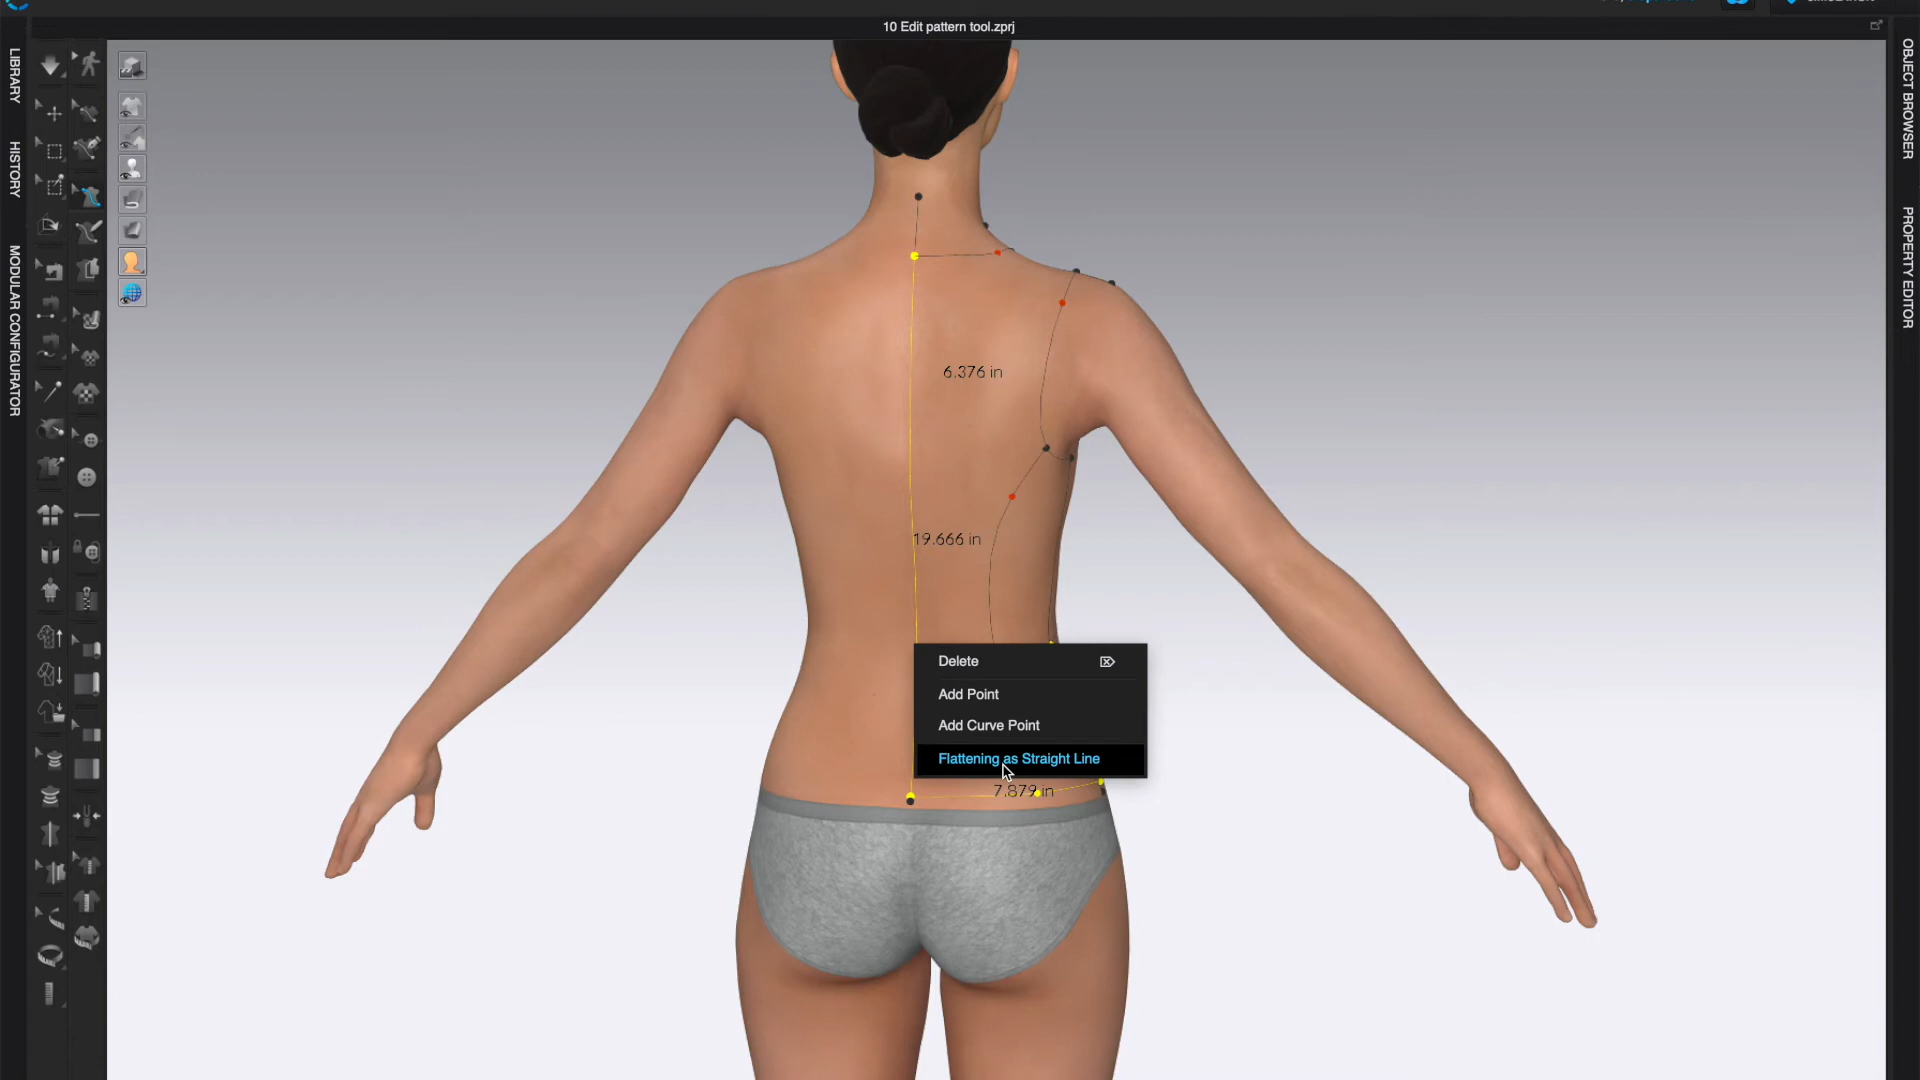 10 Edit pattern tool.zprj
LIBRARY
HISTORY
MODULAR CONFIGURATOR
OBJECT BROWSER
PROPERTY EDITOR
6.376 in
19.666 in
Delete
Add Point
Add Curve Point
Flattening as Straight Line
7.879 in